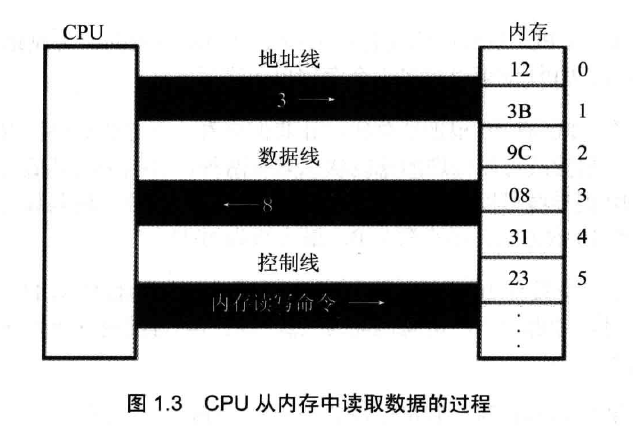 CPU
内存
地址线
3 →
数据线
← 8
控制线
内存读写命令 →
12 0
3B 1
9C 2
08 3
31 4
23 5
图 1.3 CPU 从内存中读取数据的过程